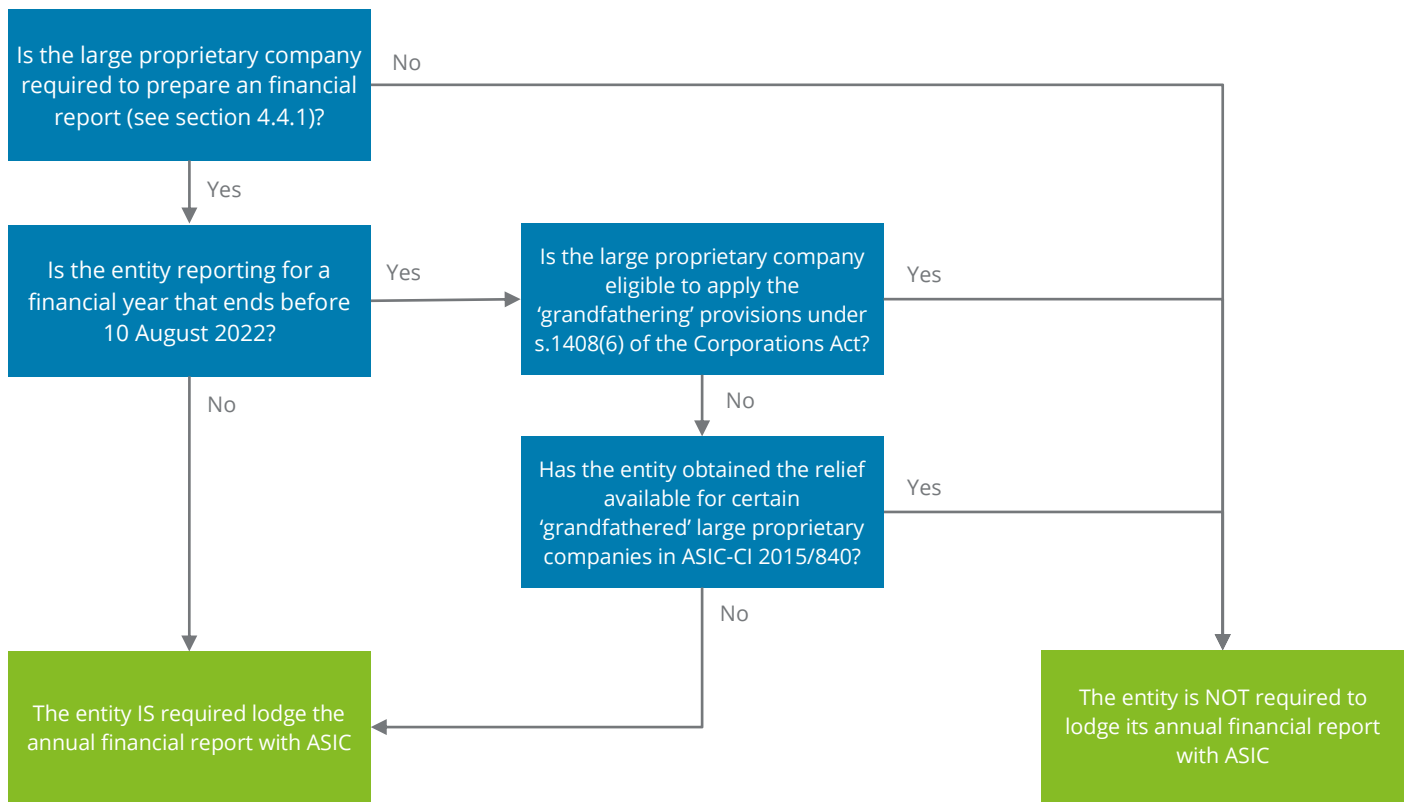 Is the large proprietary company
required to prepare an financial
report (see section 4.4.1)?
No
Yes
Is the entity reporting for a
financial year that ends before
10 August 2022?
Yes
Is the large proprietary company
eligible to apply the
‘grandfathering’ provisions under
s.1408(6) of the Corporations Act?
Yes
No
No
Has the entity obtained the relief
available for certain
‘grandfathered’ large proprietary
companies in ASIC-CI 2015/840?
Yes
No
The entity IS required lodge the
annual financial report with ASIC
The entity is NOT required to
lodge its annual financial report
with ASIC